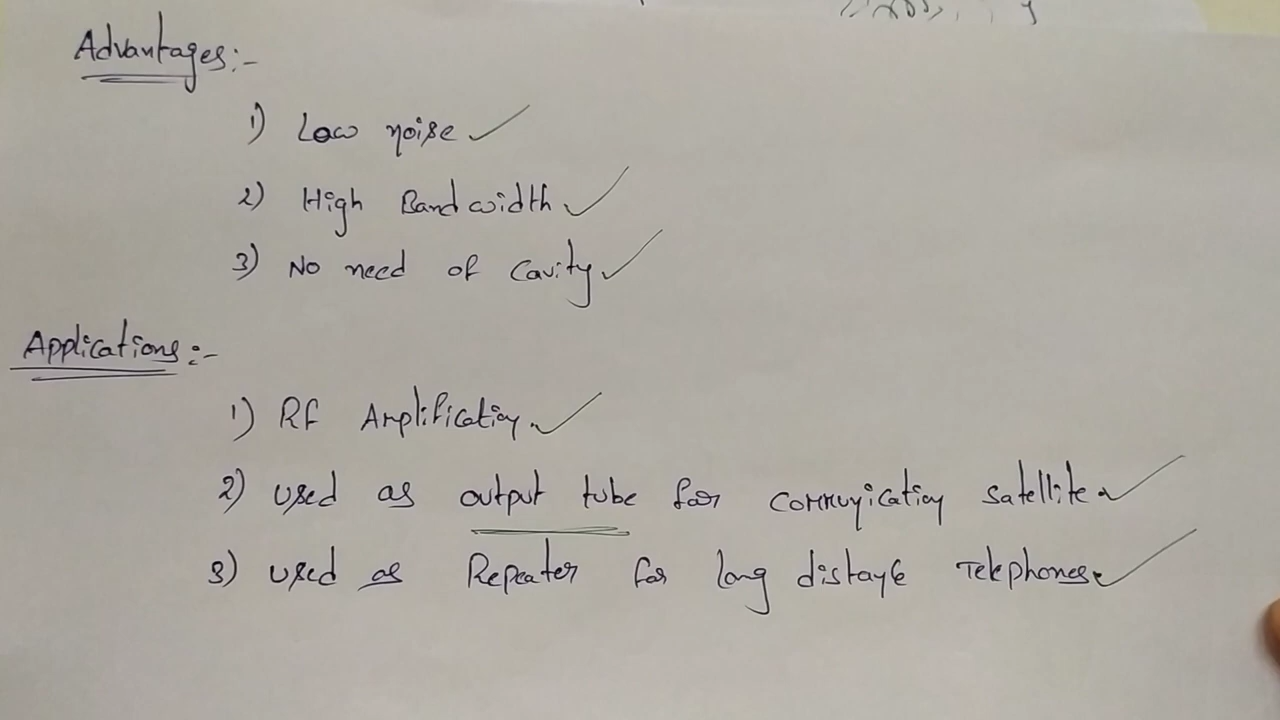 Advantages:-
1) Low noise
2) High Bandwidth
3) No need of Cavity
Applications:-
1) RF Amplification
2) used as output tube for communication satellite
3) used as Repeater for long distance Telephones